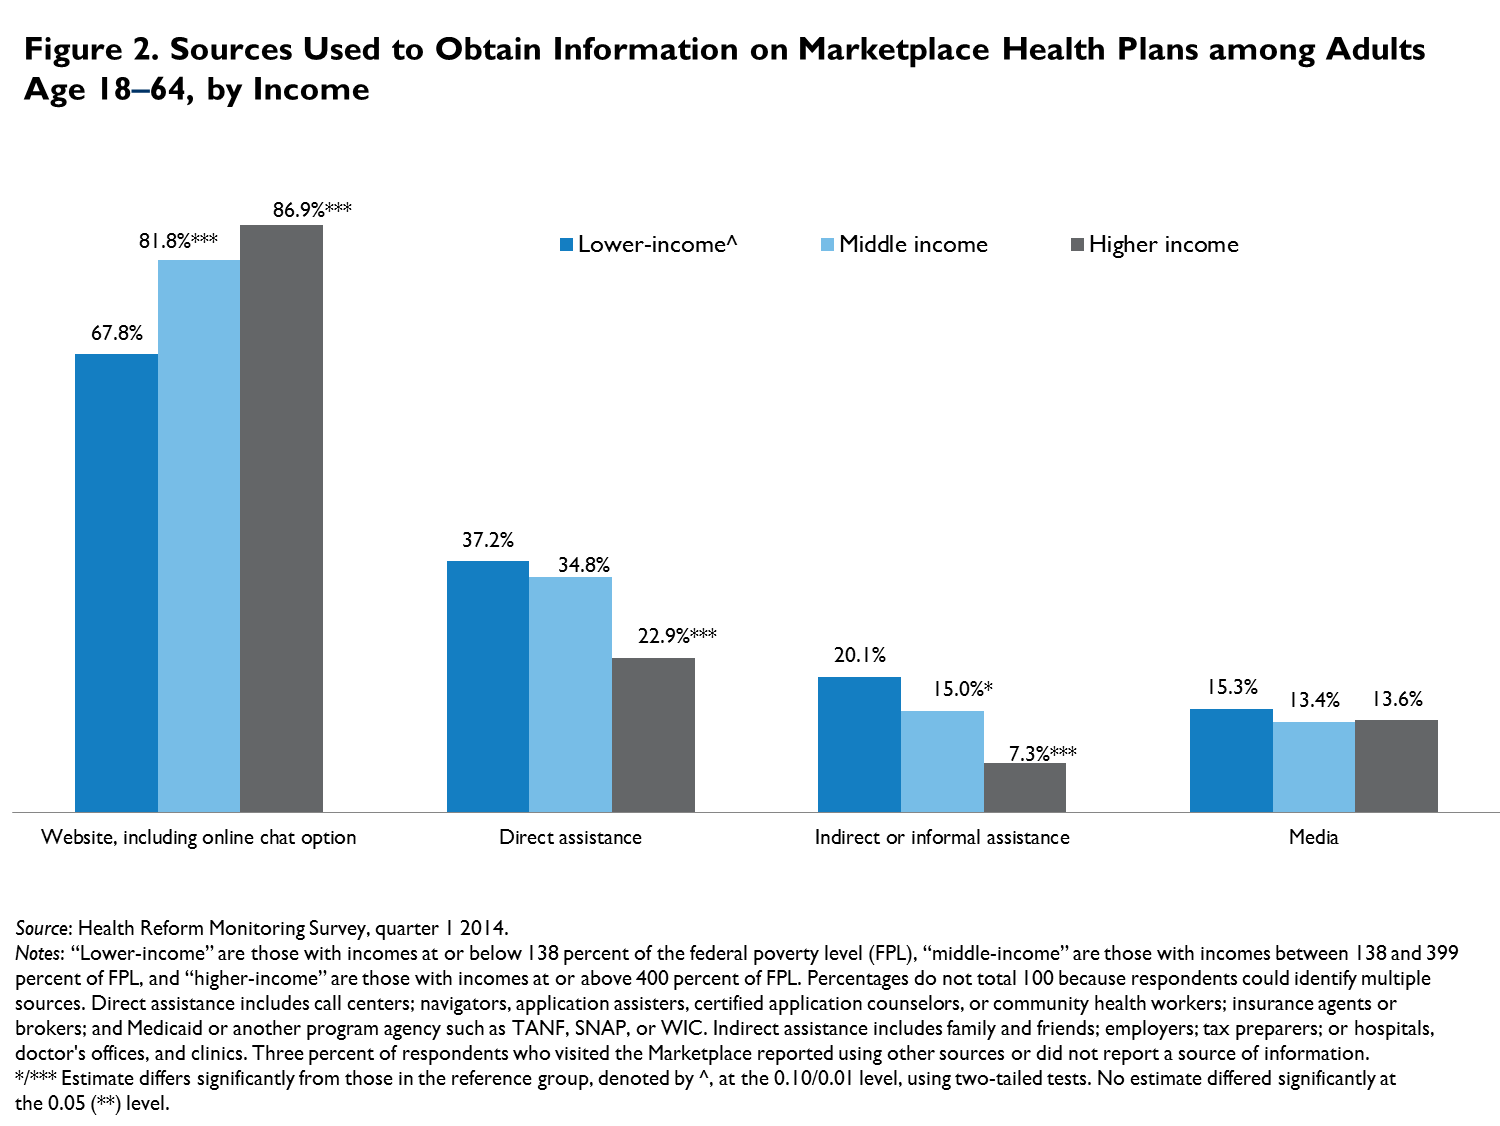 Figure 2. Sources Used to Obtain Information on Marketplace Health Plans among Adults
Age 18–64, by Income
Lower-income^
Middle income
Higher income
67.8%
81.8%***
86.9%***
37.2%
34.8%
22.9%***
20.1%
15.0%*
7.3%***
15.3%
13.4%
13.6%
Website, including online chat option
Direct assistance
Indirect or informal assistance
Media
Source: Health Reform Monitoring Survey, quarter 1 2014.
Notes: “Lower-income” are those with incomes at or below 138 percent of the federal poverty level (FPL), “middle-income” are those with incomes between 138 and 399
percent of FPL, and “higher-income” are those with incomes at or above 400 percent of FPL. Percentages do not total 100 because respondents could identify multiple
sources. Direct assistance includes call centers; navigators, application assisters, certified application counselors, or community health workers; insurance agents or
brokers; and Medicaid or another program agency such as TANF, SNAP, or WIC. Indirect assistance includes family and friends; employers; tax preparers; or hospitals,
doctor's offices, and clinics. Three percent of respondents who visited the Marketplace reported using other sources or did not report a source of information.
*/*** Estimate differs significantly from those in the reference group, denoted by ^, at the 0.10/0.01 level, using two-tailed tests. No estimate differed significantly at
the 0.05 (**) level.